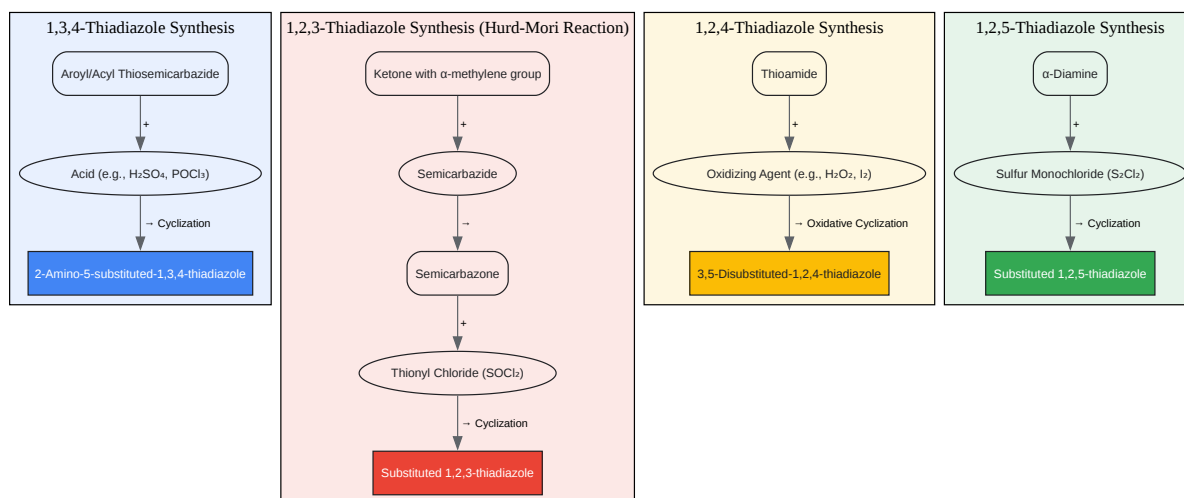 1,3,4-Thiadiazole Synthesis
Aroyl/Acyl Thiosemicarbazide
+
Acid (e.g., H₂SO₄, POCl₃)
→ Cyclization
2-Amino-5-substituted-1,3,4-thiadiazole
1,2,3-Thiadiazole Synthesis (Hurd-Mori Reaction)
Ketone with α-methylene group
+
Semicarbazide
→
Semicarbazone
+
Thionyl Chloride (SOCl₂)
→ Cyclization
Substituted 1,2,3-thiadiazole
1,2,4-Thiadiazole Synthesis
Thioamide
+
Oxidizing Agent (e.g., H₂O₂, I₂)
→ Oxidative Cyclization
3,5-Disubstituted-1,2,4-thiadiazole
1,2,5-Thiadiazole Synthesis
α-Diamine
+
Sulfur Monochloride (S₂Cl₂)
→ Cyclization
Substituted 1,2,5-thiadiazole